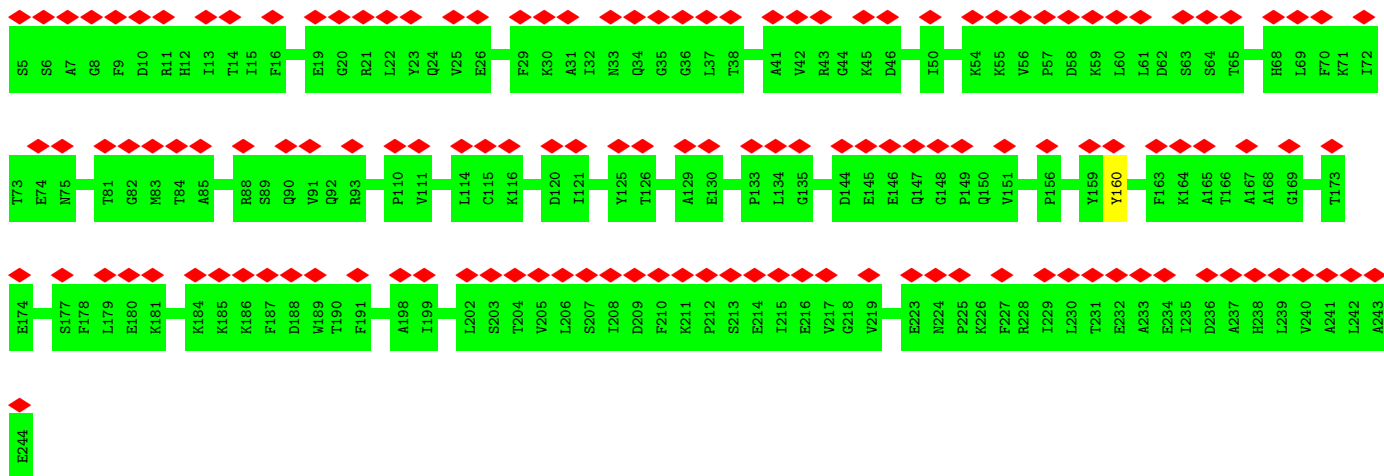 S5 S6 A7 G8 F9 D10 R11 H12 I13 T14 I15 F16 E19 G20 R21 L22 Y23 Q24 V25 E26 F29 K30 A31 I32 N33 Q34 G35 G36 L37 T38 A41 V42 R43 G44 K45 D46 I50 K54 K55 V56 P57 D58 K59 L60 L61 D62 S63 S64 T65 H68 L69 F70 K71 I72
T73 E74 N75 T81 G82 M83 T84 A85 R88 S89 Q90 V91 Q92 R93 P110 V111 L114 C115 K116 D120 I121 Y125 T126 A129 E130 P133 L134 G135 D144 E145 E146 Q147 G148 P149 Q150 V151 P156 Y159 Y160 F163 K164 A165 T166 A167 A168 G169 T173
E174 S177 F178 L179 E180 K181 K184 K185 K186 F187 D188 W189 T190 F191 A198 I199 L202 S203 T204 V205 L206 S207 I208 D209 F210 K211 P212 S213 E214 I215 E216 V217 G218 V219 E223 N224 P225 K226 F227 R228 I229 L230 T231 E232 A233 E234 I235 D236 A237 H238 L239 V240 A241 L242 A243
E244